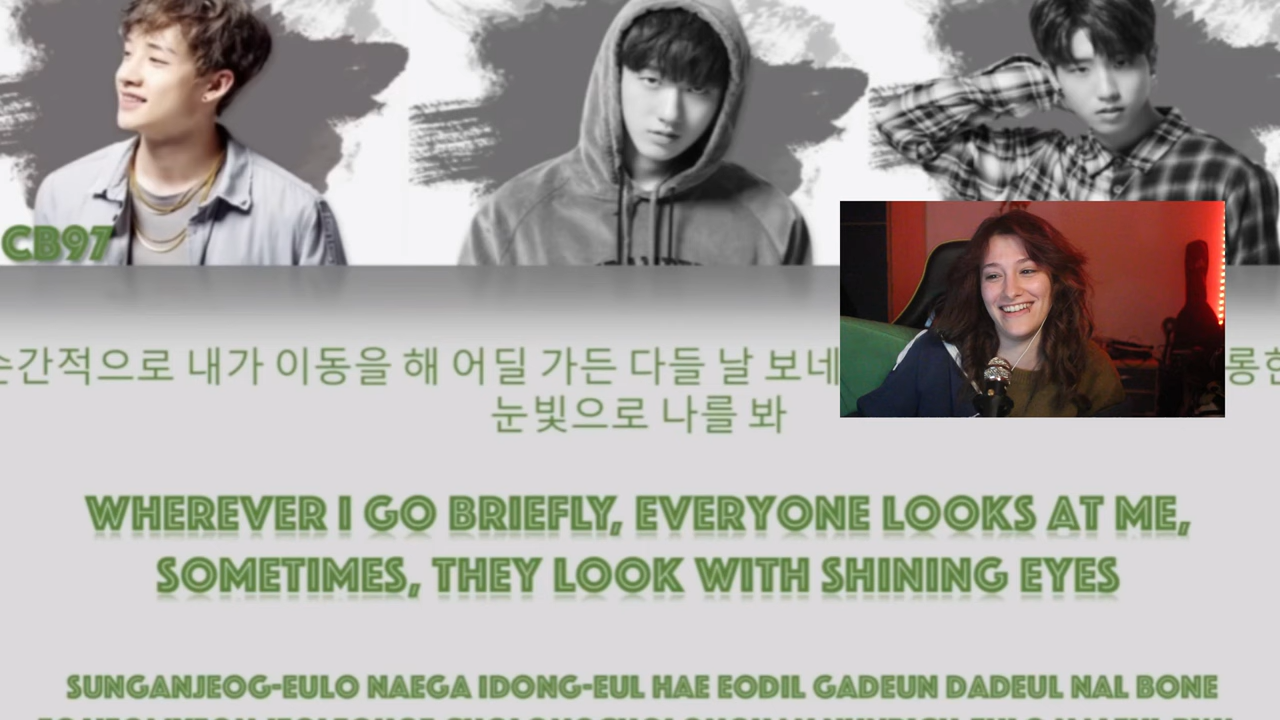 CB97
순간적으로 내가 이동을 해 어딜 가든 다들 날 보네
눈빛으로 나를 봐
WHEREVER I GO BRIEFLY, EVERYONE LOOKS AT ME,
SOMETIMES, THEY LOOK WITH SHINING EYES
SUNGANJEOG-EULO NAEGA IDONG-EUL HAE EODIL GADEUN DADEUL NAL BONE